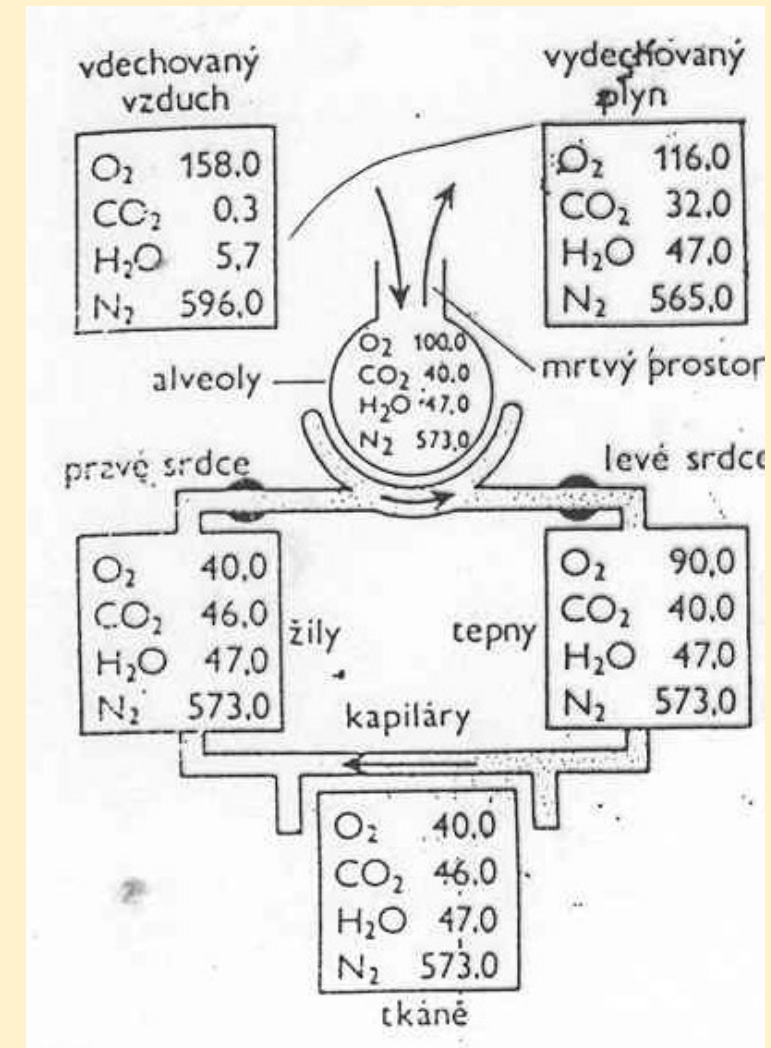 vdechovaný
vzduch
O₂ 158,0
CO₂ 0,3
H₂O 5,7
N₂ 596,0
vydechovaný
plyn
O₂ 116,0
CO₂ 32,0
H₂O 47,0
N₂ 565,0
alveoly
O₂ 100,0
CO₂ 40,0
H₂O 47,0
N₂ 573,0
mrtvý prostor
pravé srdce
levé srdce
O₂ 40,0
CO₂ 46,0
H₂O 47,0
N₂ 573,0
žíly
tepny
O₂ 90,0
CO₂ 40,0
H₂O 47,0
N₂ 573,0
kapiláry
O₂ 40,0
CO₂ 46,0
H₂O 47,0
N₂ 573,0
tkáně